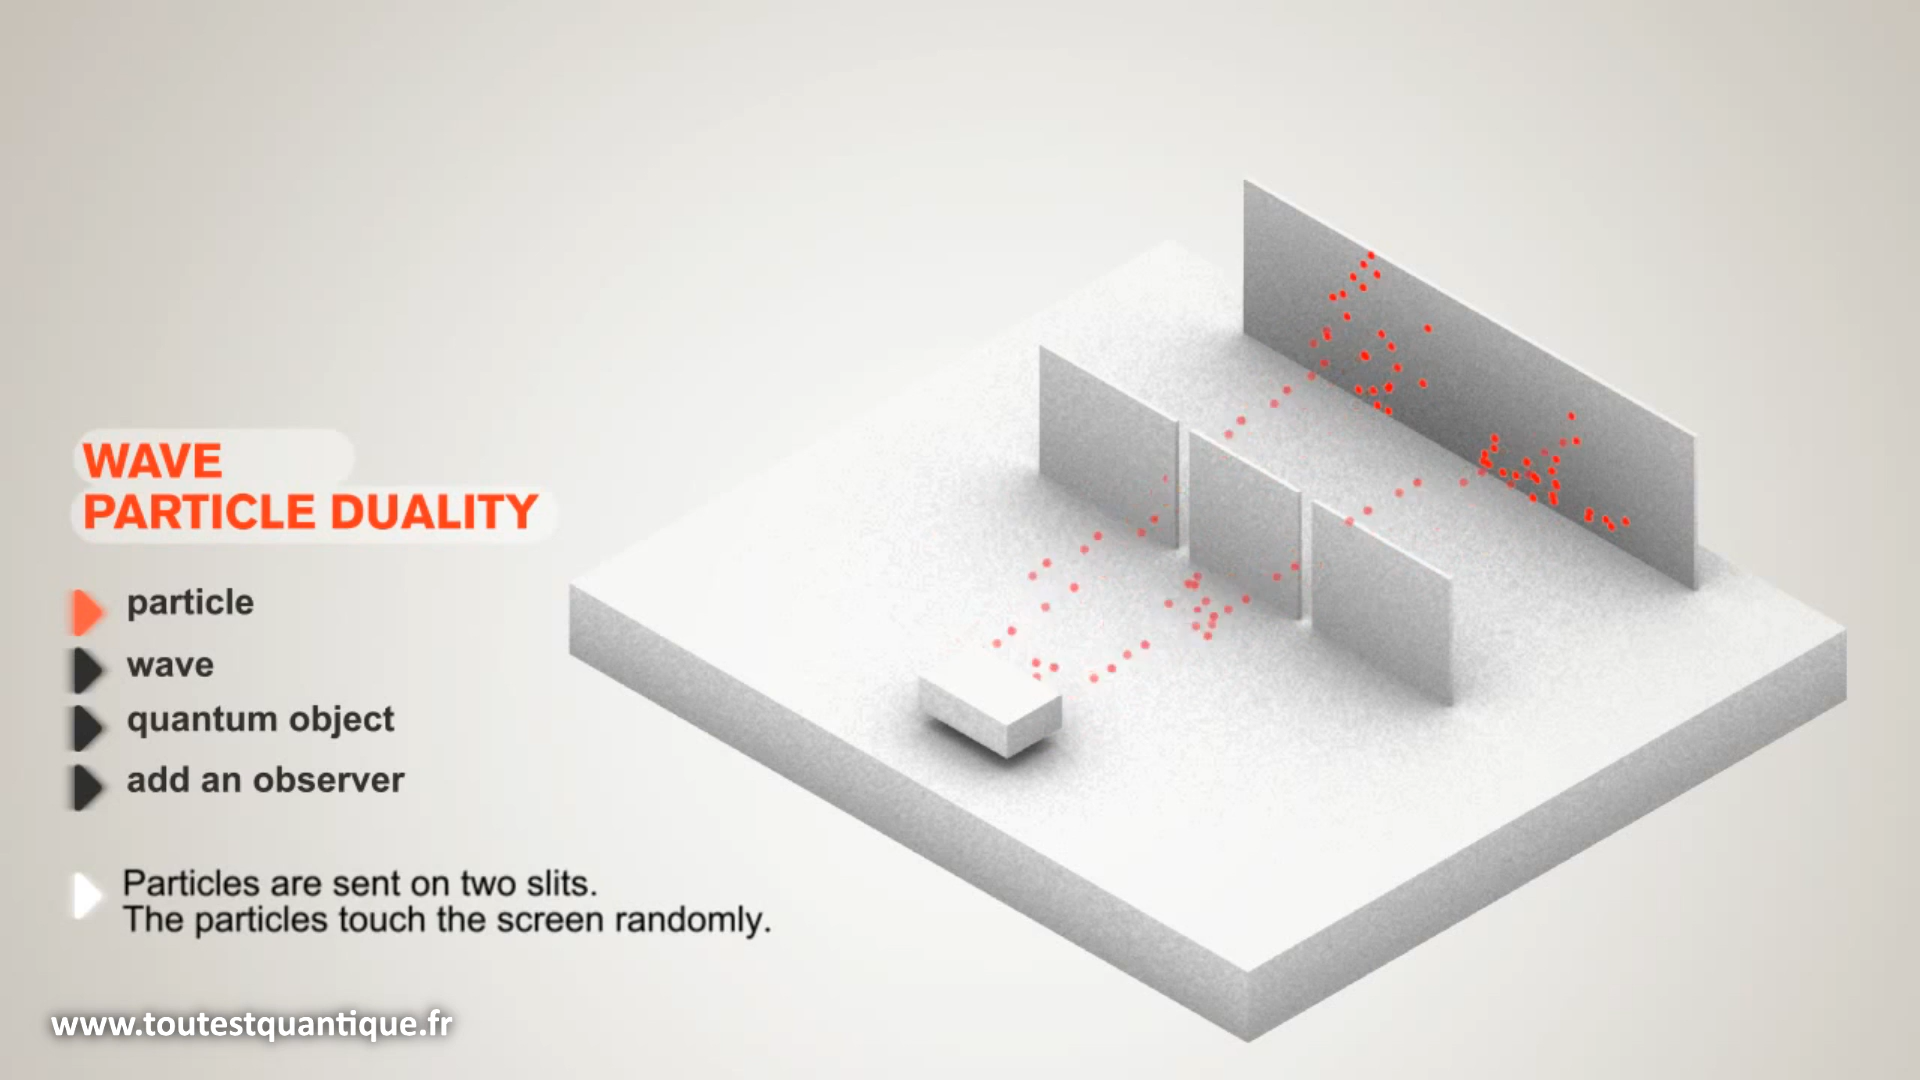 WAVE
PARTICLE DUALITY
particle
wave
quantum object
add an observer
Particles are sent on two slits.
The particles touch the screen randomly.
www.toutestquantique.fr